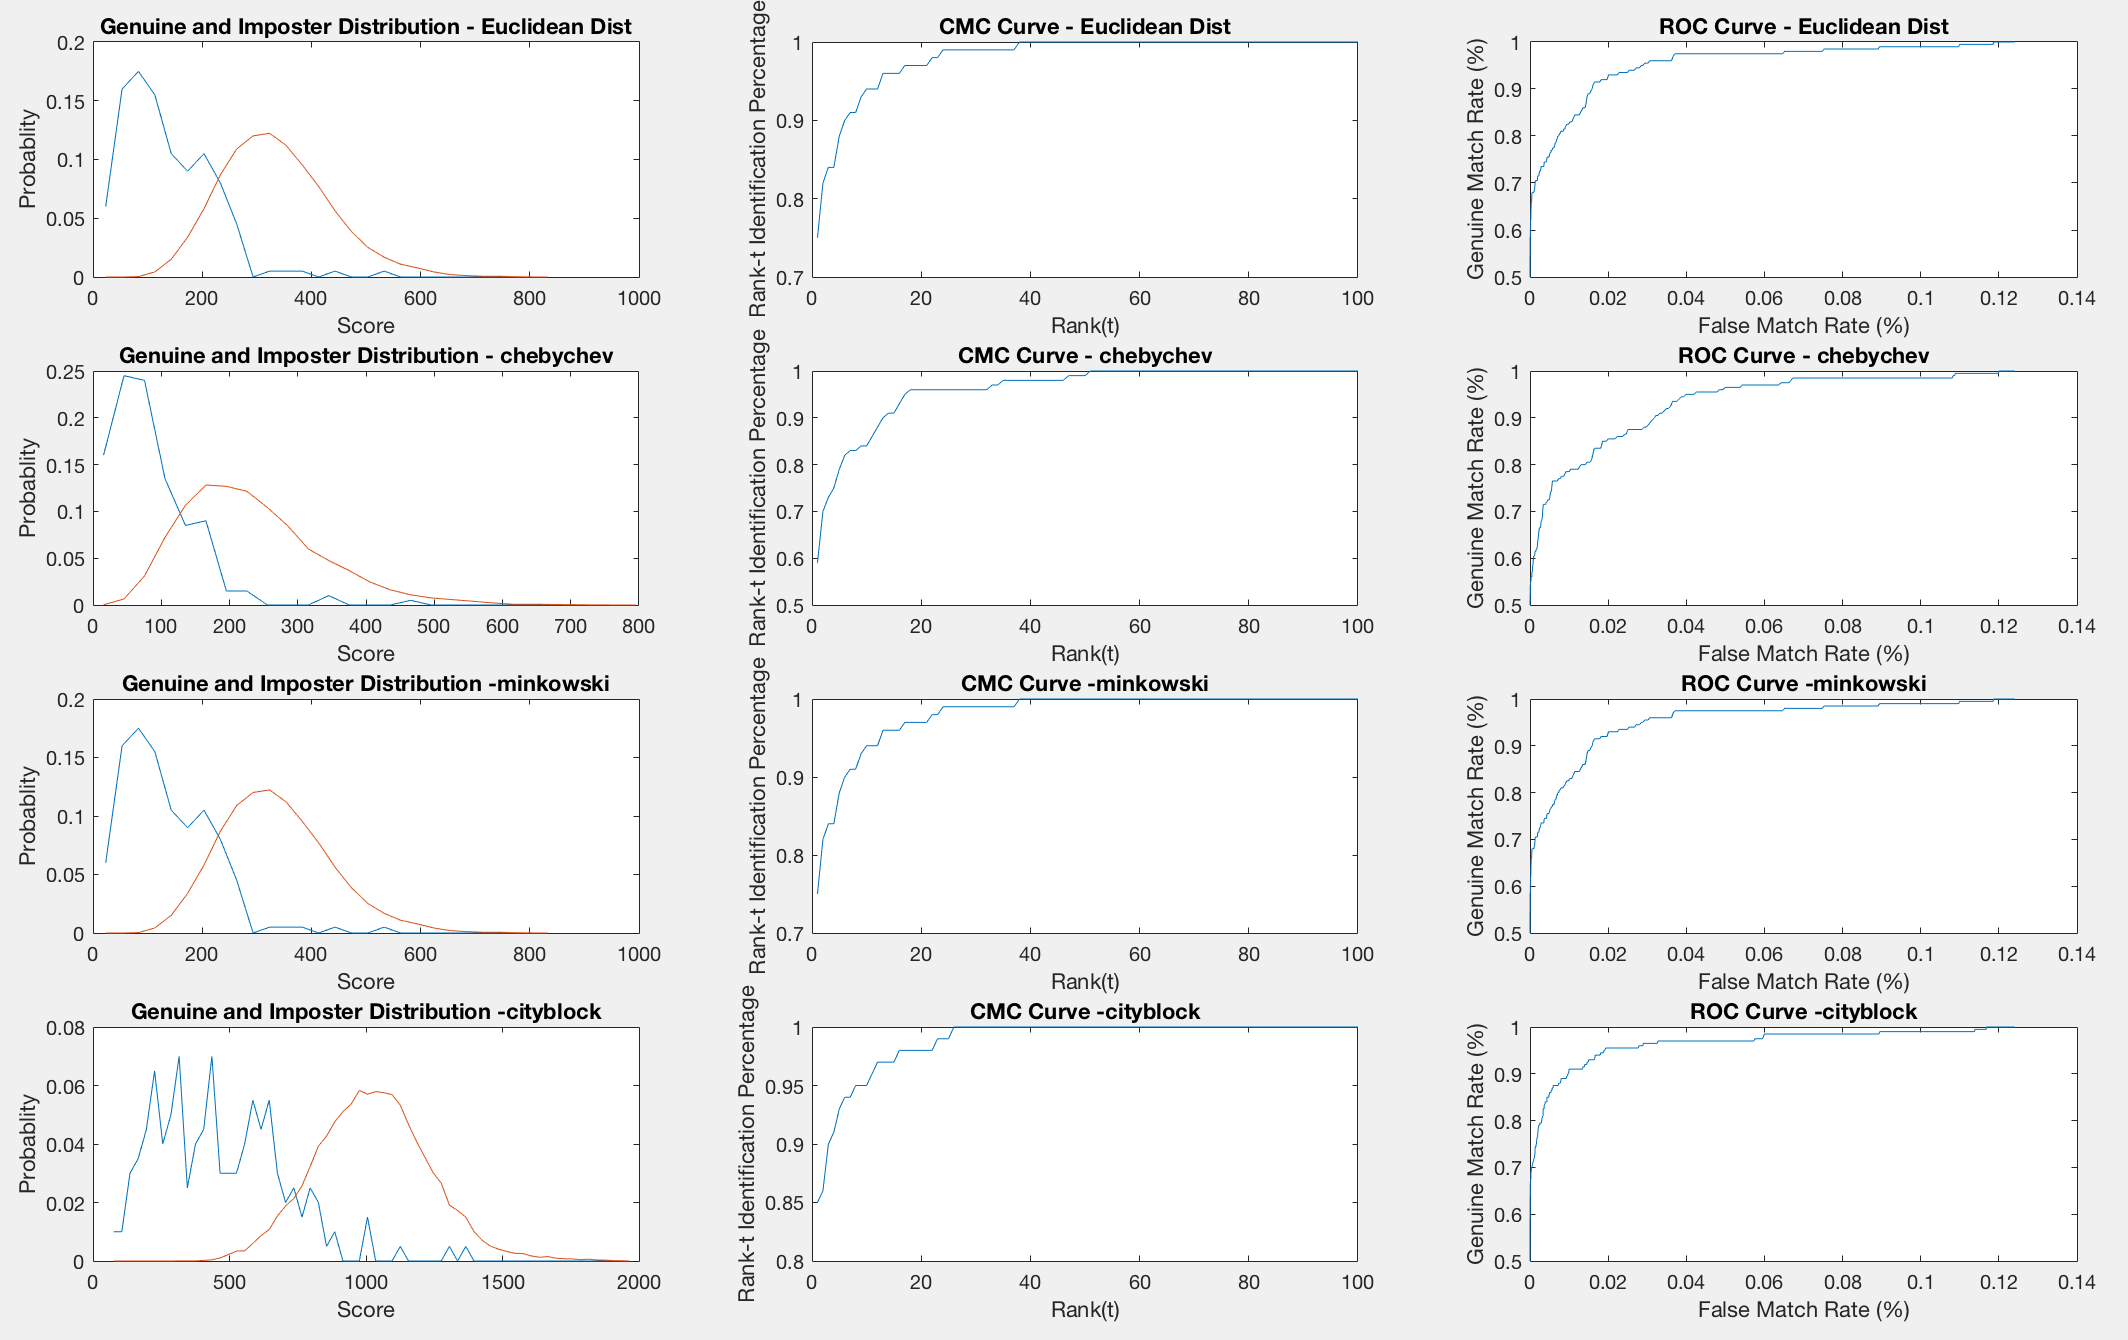 Genuine and Imposter Distribution - Euclidean Dist
Probablity
0.2
0.15
0.1
0.05
0
0 200 400 600 800 1000
Score
CMC Curve - Euclidean Dist
Rank-t Identification Percentage
1
0.9
0.8
0.7
0 20 40 60 80 100
Rank(t)
ROC Curve - Euclidean Dist
Genuine Match Rate (%)
1
0.9
0.8
0.7
0.6
0.5
0 0.02 0.04 0.06 0.08 0.1 0.12 0.14
False Match Rate (%)
Genuine and Imposter Distribution - chebychev
Probablity
0.25
0.2
0.15
0.1
0.05
0
0 100 200 300 400 500 600 700 800
Score
CMC Curve - chebychev
Rank-t Identification Percentage
1
0.9
0.8
0.7
0.6
0.5
0 20 40 60 80 100
Rank(t)
ROC Curve - chebychev
Genuine Match Rate (%)
1
0.9
0.8
0.7
0.6
0.5
0 0.02 0.04 0.06 0.08 0.1 0.12 0.14
False Match Rate (%)
Genuine and Imposter Distribution -minkowski
Probablity
0.2
0.15
0.1
0.05
0
0 200 400 600 800 1000
Score
CMC Curve -minkowski
Rank-t Identification Percentage
1
0.9
0.8
0.7
0 20 40 60 80 100
Rank(t)
ROC Curve -minkowski
Genuine Match Rate (%)
1
0.9
0.8
0.7
0.6
0.5
0 0.02 0.04 0.06 0.08 0.1 0.12 0.14
False Match Rate (%)
Genuine and Imposter Distribution -cityblock
Probablity
0.08
0.06
0.04
0.02
0
0 500 1000 1500 2000
Score
CMC Curve -cityblock
Rank-t Identification Percentage
1
0.95
0.9
0.85
0.8
0 20 40 60 80 100
Rank(t)
ROC Curve -cityblock
Genuine Match Rate (%)
1
0.9
0.8
0.7
0.6
0.5
0 0.02 0.04 0.06 0.08 0.1 0.12 0.14
False Match Rate (%)